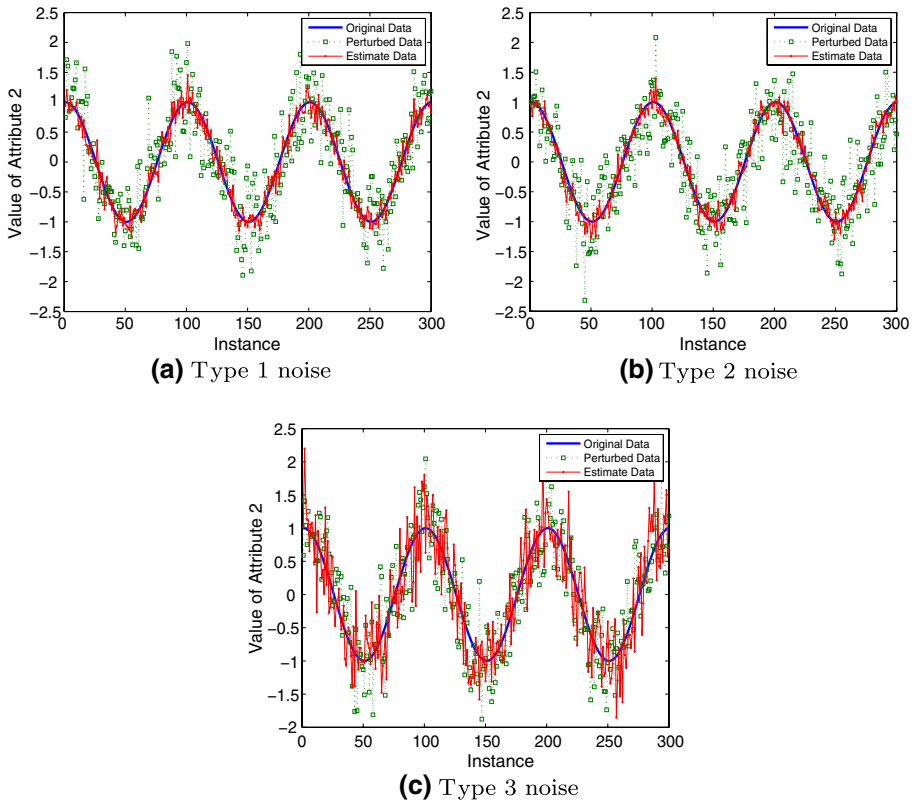 2.5
2
1.5
1
0.5
0
−0.5
−1
−1.5
−2
−2.5
Value of Attribute 2
Original Data
Perturbed Data
Estimate Data
0 50 100 150 200 250 300
Instance
(a) Type 1 noise
2.5
2
1.5
1
0.5
0
−0.5
−1
−1.5
−2
−2.5
Value of Attribute 2
Original Data
Perturbed Data
Estimate Data
0 50 100 150 200 250 300
Instance
(b) Type 2 noise
2.5
2
1.5
1
0.5
0
−0.5
−1
−1.5
−2
Value of Attribute 2
Original Data
Perturbed Data
Estimate Data
0 50 100 150 200 250 300
Instance
(c) Type 3 noise